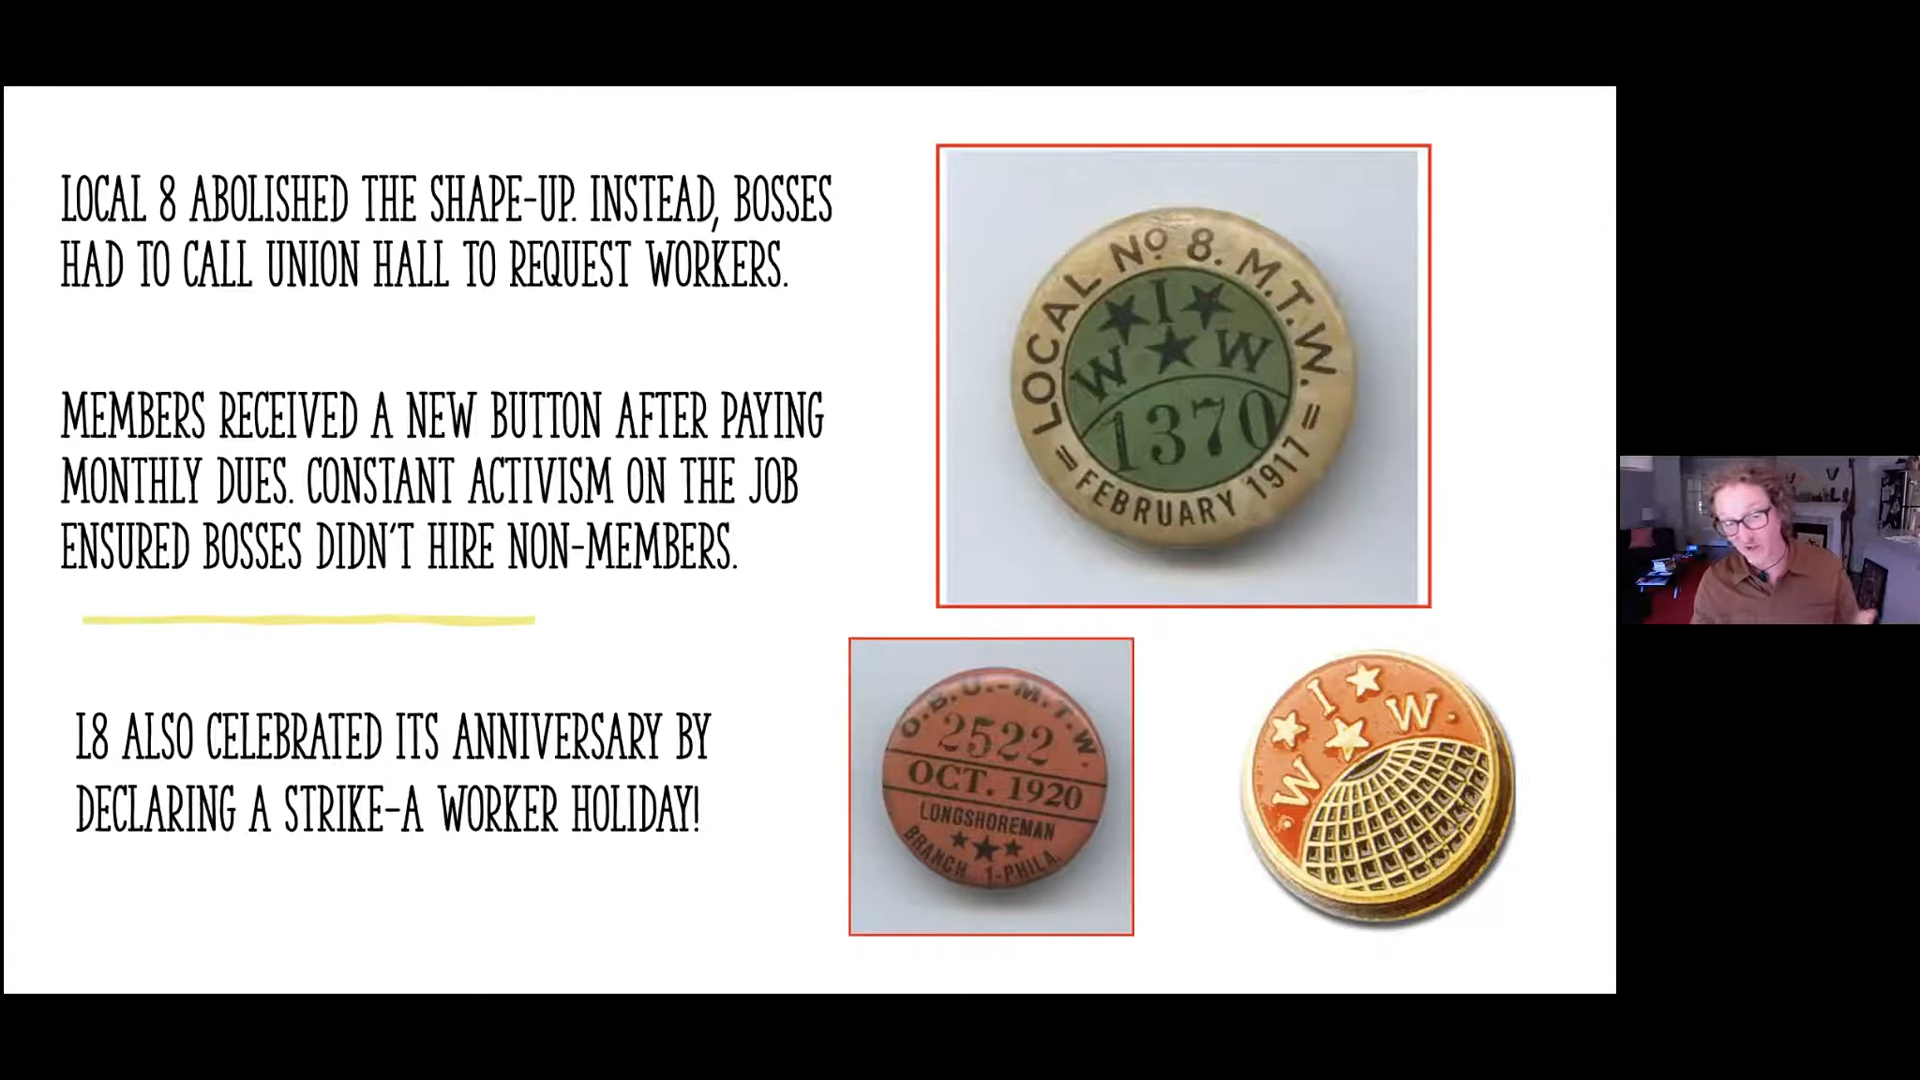 LOCAL 8 ABOLISHED THE SHAPE-UP. INSTEAD, BOSSES
HAD TO CALL UNION HALL TO REQUEST WORKERS.
MEMBERS RECEIVED A NEW BUTTON AFTER PAYING
MONTHLY DUES. CONSTANT ACTIVISM ON THE JOB
ENSURED BOSSES DIDN'T HIRE NON-MEMBERS.
L8 ALSO CELEBRATED ITS ANNIVERSARY BY
DECLARING A STRIKE-A WORKER HOLIDAY!
LOCAL No 8. M.T.W.
I
W W
1370
= FEBRUARY 1917 =
O.B.U.-M.T.W.
2522
OCT. 1920
LONGSHOREMAN
BRANCH 1-PHILA.
· W I W ·